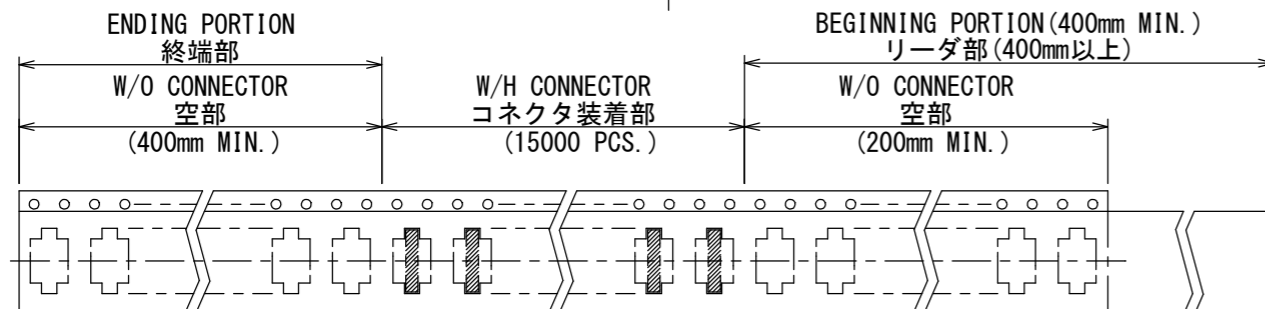 ENDING PORTION
終端部
W/O CONNECTOR
空部
(400mm MIN.)
W/H CONNECTOR
コネクタ装着部
(15000 PCS.)
BEGINNING PORTION(400mm MIN.)
リーダ部(400mm以上)
W/O CONNECTOR
空部
(200mm MIN.)